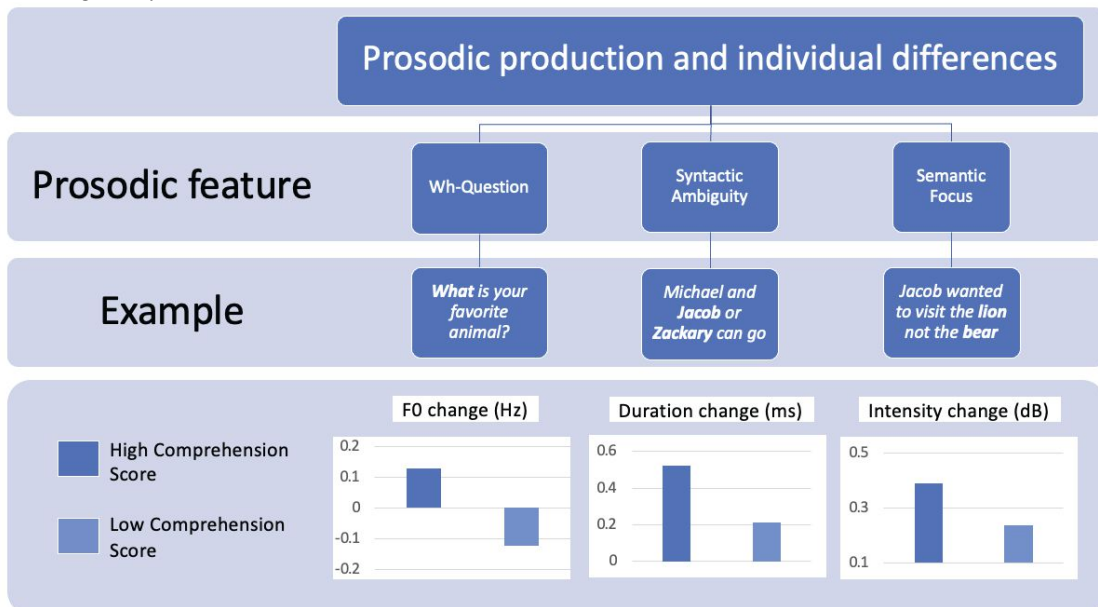 Prosodic production and individual differences
Prosodic feature
Wh-Question
Syntactic
Ambiguity
Semantic
Focus
Example
What is your
favorite
animal?
Michael and
Jacob or
Zackary can go
Jacob wanted
to visit the lion
not the bear
High Comprehension
Score
Low Comprehension
Score
F0 change (Hz)
0.2
0.1
0
-0.1
-0.2
Duration change (ms)
0.6
0.4
0.2
0
Intensity change (dB)
0.5
0.3
0.1